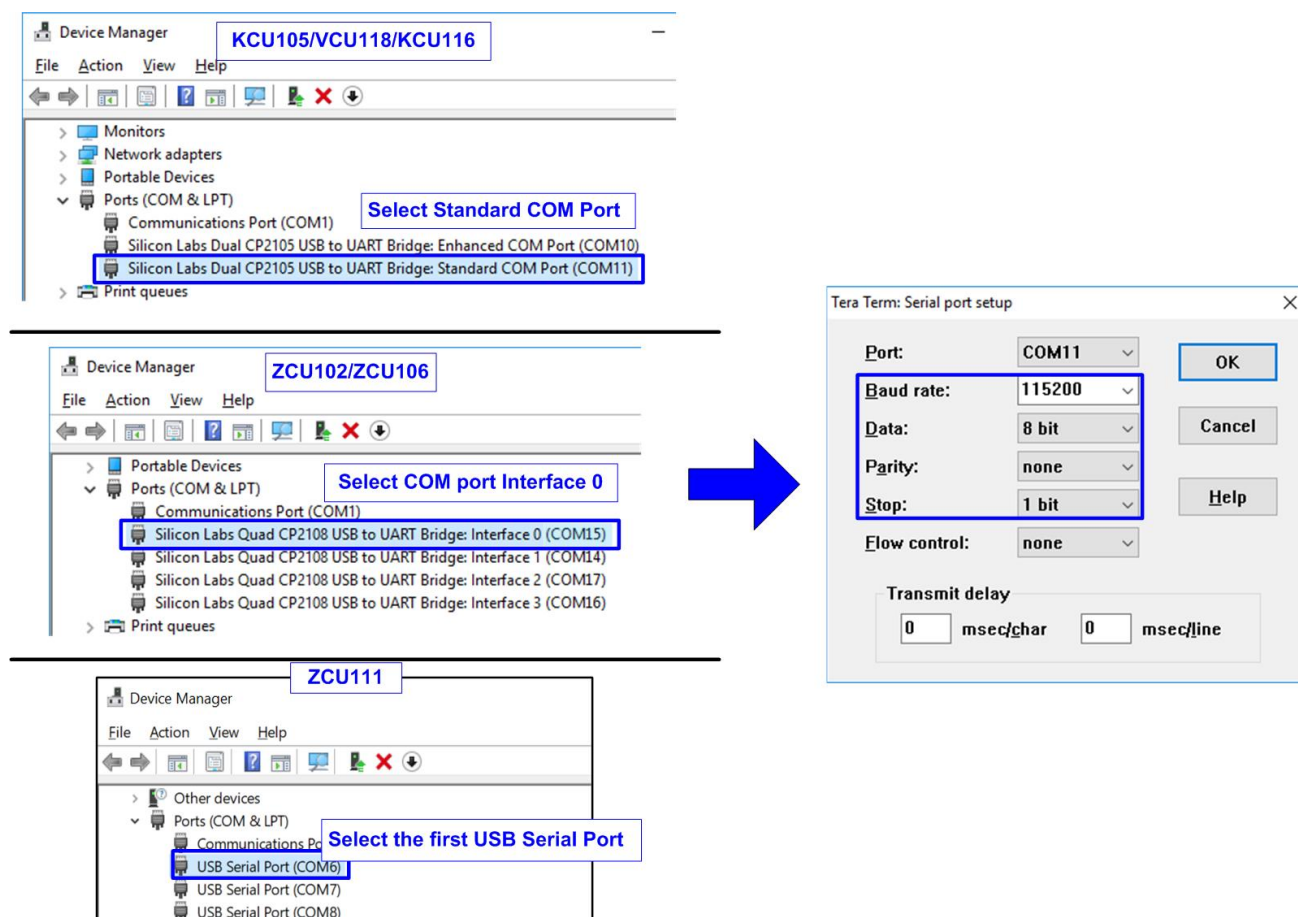 Device Manager
KCU105/VCU118/KCU116
File Action View Help
Monitors
Network adapters
Portable Devices
Ports (COM & LPT)
Select Standard COM Port
Communications Port (COM1)
Silicon Labs Dual CP2105 USB to UART Bridge: Enhanced COM Port (COM10)
Silicon Labs Dual CP2105 USB to UART Bridge: Standard COM Port (COM11)
Print queues
Device Manager
ZCU102/ZCU106
File Action View Help
Portable Devices
Ports (COM & LPT)
Select COM port Interface 0
Communications Port (COM1)
Silicon Labs Quad CP2108 USB to UART Bridge: Interface 0 (COM15)
Silicon Labs Quad CP2108 USB to UART Bridge: Interface 1 (COM14)
Silicon Labs Quad CP2108 USB to UART Bridge: Interface 2 (COM17)
Silicon Labs Quad CP2108 USB to UART Bridge: Interface 3 (COM16)
Print queues
ZCU111
Device Manager
File Action View Help
Other devices
Ports (COM & LPT)
Select the first USB Serial Port
Communications Po
USB Serial Port (COM6)
USB Serial Port (COM7)
USB Serial Port (COM8)
Tera Term: Serial port setup
Port: COM11
OK
Baud rate: 115200
Data: 8 bit
Cancel
Parity: none
Stop: 1 bit
Help
Flow control: none
Transmit delay
0 msec/char 0 msec/line